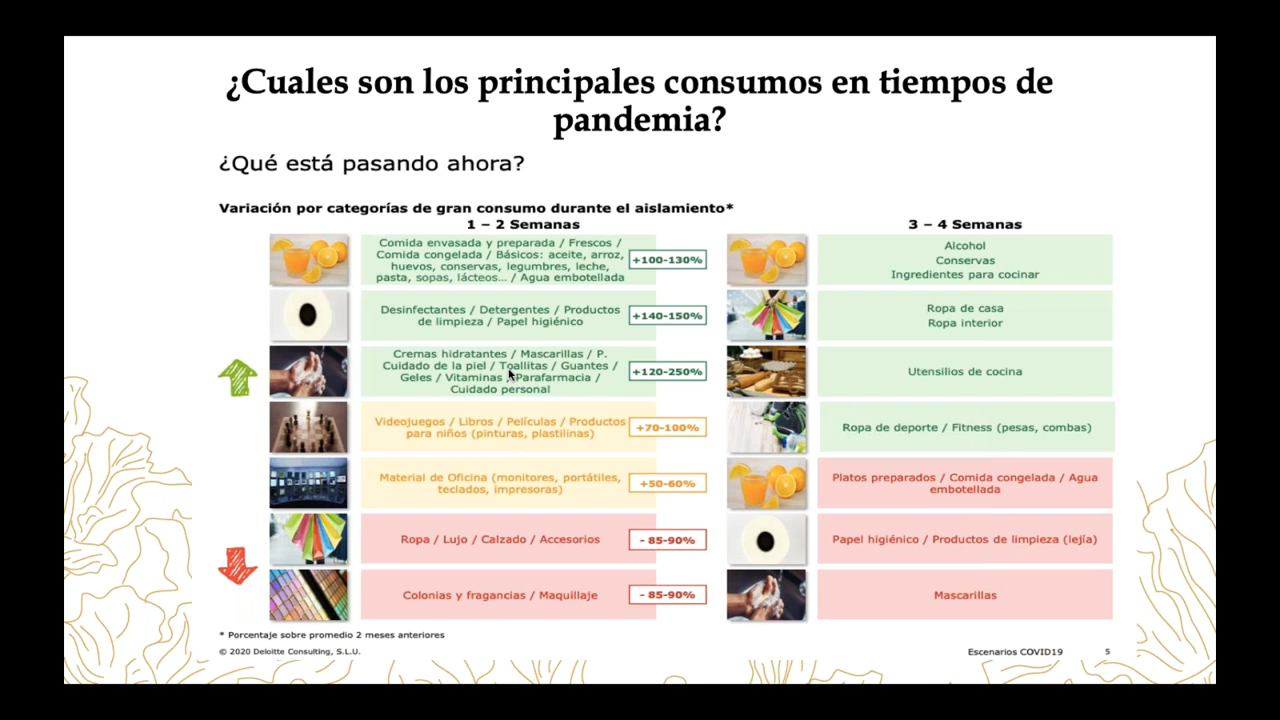 ¿Cuales son los principales consumos en tiempos de
pandemia?
¿Qué está pasando ahora?
Variación por categorías de gran consumo durante el aislamiento*
1 – 2 Semanas
Comida envasada y preparada / Frescos /
Comida congelada / Básicos: aceite, arroz,
huevos, conservas, legumbres, leche,
pasta, sopas, lácteos... / Agua embotellada
+100-130%
Desinfectantes / Detergentes / Productos
de limpieza / Papel higiénico
+140-150%
Cremas hidratantes / Mascarillas / P.
Cuidado de la piel / Toallitas / Guantes /
Geles / Vitaminas / Parafarmacia /
Cuidado personal
+120-250%
Videojuegos / Libros / Películas / Productos
para niños (pinturas, plastilinas)
+70-100%
Material de Oficina (monitores, portátiles,
teclados, impresoras)
+50-60%
Ropa / Lujo / Calzado / Accesorios
- 85-90%
Colonias y fragancias / Maquillaje
- 85-90%
3 – 4 Semanas
Alcohol
Conservas
Ingredientes para cocinar
Ropa de casa
Ropa interior
Utensilios de cocina
Ropa de deporte / Fitness (pesas, combas)
Platos preparados / Comida congelada / Agua
embotellada
Papel higiénico / Productos de limpieza (lejía)
Mascarillas
* Porcentaje sobre promedio 2 meses anteriores
© 2020 Deloitte Consulting, S.L.U.
Escenarios COVID19
5